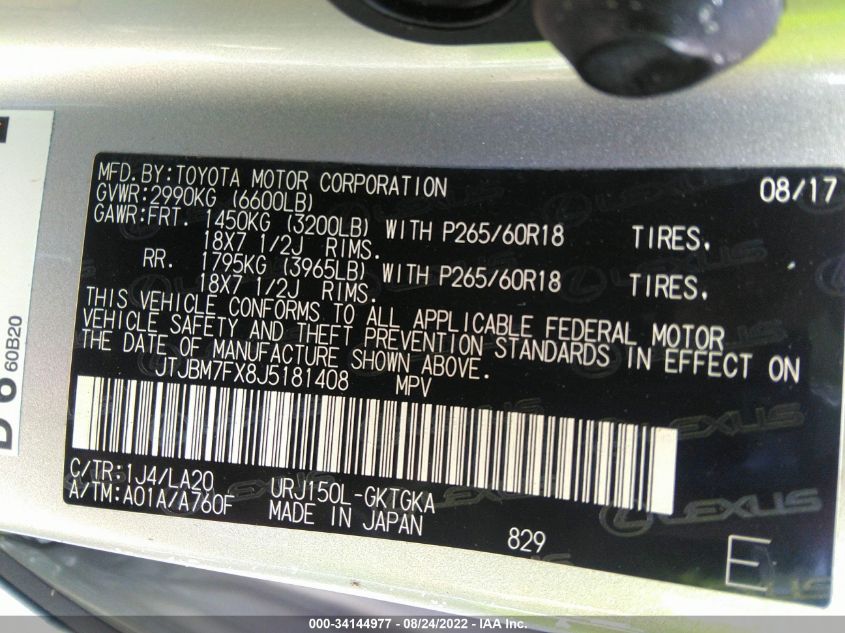 MFD.BY:TOYOTA MOTOR CORPORATION 08/17
GVWR:2990KG (6600LB)
GAWR:FRT. 1450KG (3200LB) WITH P265/60R18 TIRES,
18X7 1/2J RIMS.
RR. 1795KG (3965LB) WITH P265/60R18 TIRES,
18X7 1/2J RIMS.
THIS VEHICLE CONFORMS TO ALL APPLICABLE FEDERAL MOTOR
VEHICLE SAFETY AND THEFT PREVENTION STANDARDS IN EFFECT ON
THE DATE OF MANUFACTURE SHOWN ABOVE.
JTJBM7FX8J5181408 MPV
C/TR:1J4/LA20 URJ150L-GKTGKA
A/TM:A01A/A760F MADE IN JAPAN
829
E
LEXUS
60B20
000-34144977 - 08/24/2022 - IAA Inc.